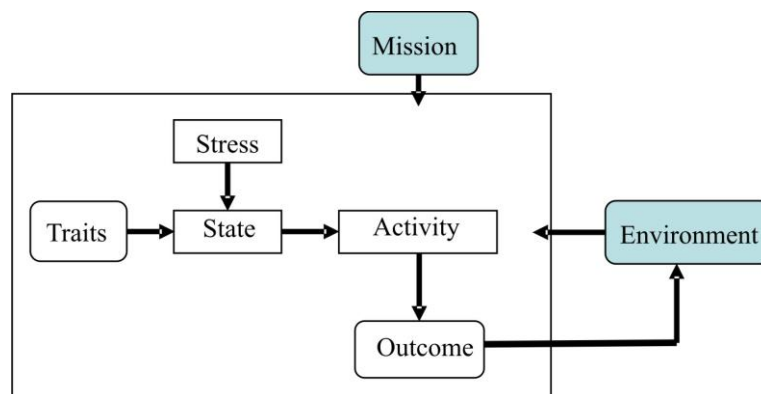 Mission
Stress
Traits
State
Activity
Environment
Outcome